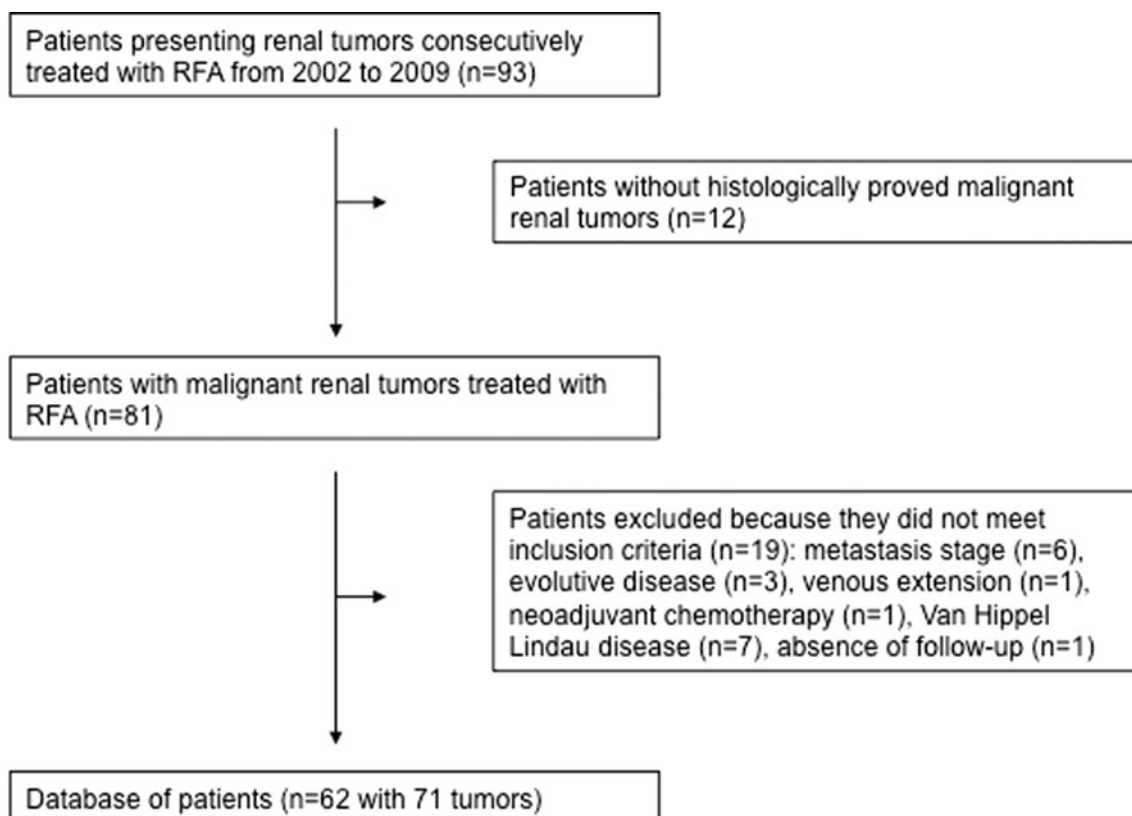 Patients presenting renal tumors consecutively
treated with RFA from 2002 to 2009 (n=93)
Patients without histologically proved malignant
renal tumors (n=12)
Patients with malignant renal tumors treated with
RFA (n=81)
Patients excluded because they did not meet
inclusion criteria (n=19): metastasis stage (n=6),
evolutive disease (n=3), venous extension (n=1),
neoadjuvant chemotherapy (n=1), Van Hippel
Lindau disease (n=7), absence of follow-up (n=1)
Database of patients (n=62 with 71 tumors)